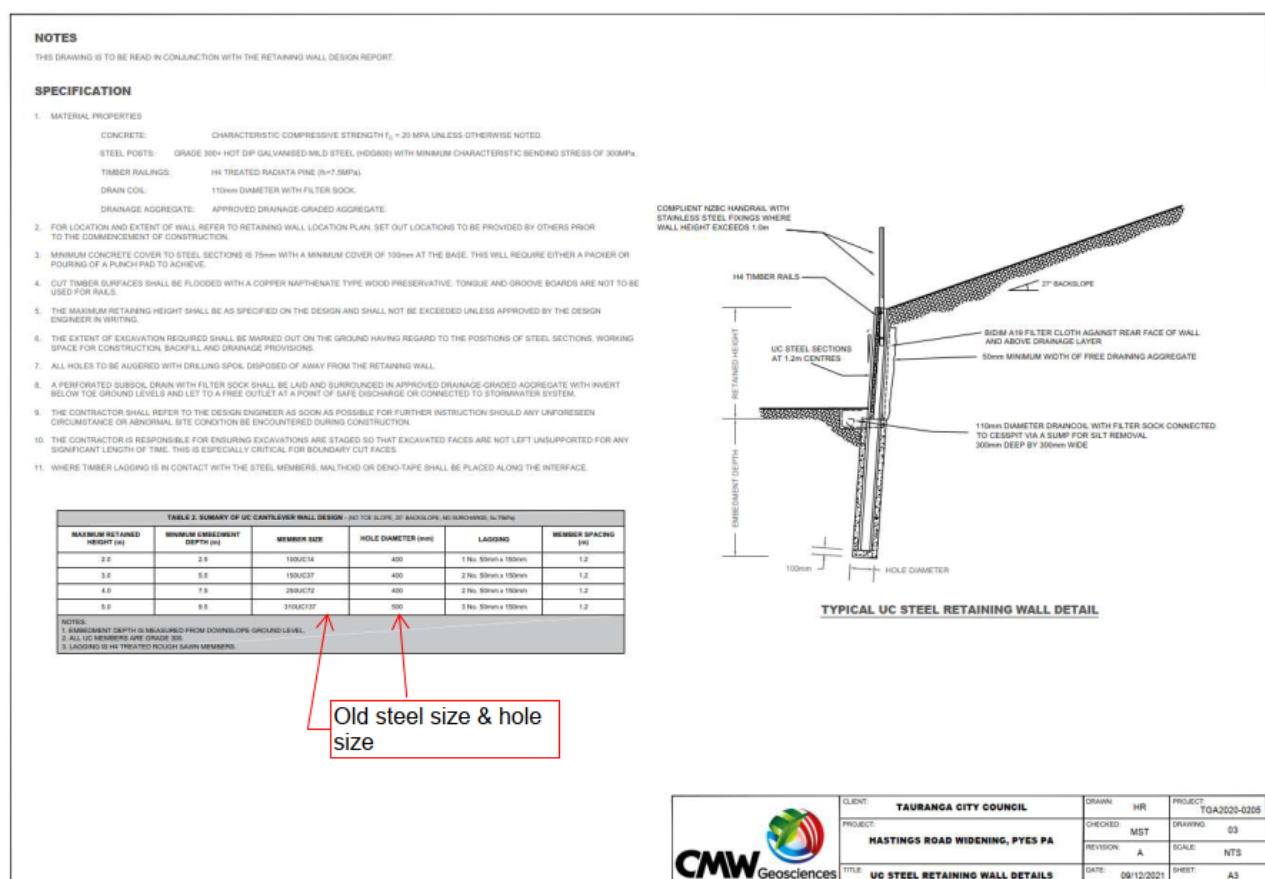 NOTES
THIS DRAWING IS TO BE READ IN CONJUNCTION WITH THE RETAINING WALL DESIGN REPORT.
SPECIFICATION
1. MATERIAL PROPERTIES
CONCRETE: CHARACTERISTIC COMPRESSIVE STRENGTH f'c = 20 MPA UNLESS OTHERWISE NOTED.
STEEL POSTS: GRADE 300+ HOT DIP GALVANISED MILD STEEL (HDG600) WITH MINIMUM CHARACTERISTIC BENDING STRESS OF 300MPa.
TIMBER RAILINGS: H4 TREATED RADIATA PINE (fb=7.5MPa).
DRAIN COIL: 110mm DIAMETER WITH FILTER SOCK.
DRAINAGE AGGREGATE: APPROVED DRAINAGE-GRADED AGGREGATE.
2. FOR LOCATION AND EXTENT OF WALL REFER TO RETAINING WALL LOCATION PLAN. SET OUT LOCATIONS TO BE PROVIDED BY OTHERS PRIOR
TO THE COMMENCEMENT OF CONSTRUCTION.
3. MINIMUM CONCRETE COVER TO STEEL SECTIONS IS 75mm WITH A MINIMUM COVER OF 100mm AT THE BASE. THIS WILL REQUIRE EITHER A PACKER OR
POURING OF A PUNCH PAD TO ACHIEVE.
4. CUT TIMBER SURFACES SHALL BE FLOODED WITH A COPPER NAPTHENATE TYPE WOOD PRESERVATIVE. TONGUE AND GROOVE BOARDS ARE NOT TO BE
USED FOR RAILS.
5. THE MAXIMUM RETAINING HEIGHT SHALL BE AS SPECIFIED ON THE DESIGN AND SHALL NOT BE EXCEEDED UNLESS APPROVED BY THE DESIGN
ENGINEER IN WRITING.
6. THE EXTENT OF EXCAVATION REQUIRED SHALL BE MARKED OUT ON THE GROUND HAVING REGARD TO THE POSITIONS OF STEEL SECTIONS, WORKING
SPACE FOR CONSTRUCTION, BACKFILL AND DRAINAGE PROVISIONS.
7. ALL HOLES TO BE AUGERED WITH DRILLING SPOIL DISPOSED OF AWAY FROM THE RETAINING WALL.
8. A PERFORATED SUBSOIL DRAIN WITH FILTER SOCK SHALL BE LAID AND SURROUNDED IN APPROVED DRAINAGE-GRADED AGGREGATE WITH INVERT
BELOW TOE GROUND LEVELS AND LET TO A FREE OUTLET AT A POINT OF SAFE DISCHARGE OR CONNECTED TO STORMWATER SYSTEM.
9. THE CONTRACTOR SHALL REFER TO THE DESIGN ENGINEER AS SOON AS POSSIBLE FOR FURTHER INSTRUCTION SHOULD ANY UNFORESEEN
CIRCUMSTANCE OR ABNORMAL SITE CONDITION BE ENCOUNTERED DURING CONSTRUCTION.
10. THE CONTRACTOR IS RESPONSIBLE FOR ENSURING EXCAVATIONS ARE STAGED SO THAT EXCAVATED FACES ARE NOT LEFT UNSUPPORTED FOR ANY
SIGNIFICANT LENGTH OF TIME. THIS IS ESPECIALLY CRITICAL FOR BOUNDARY CUT FACES.
11. WHERE TIMBER LAGGING IS IN CONTACT WITH THE STEEL MEMBERS, MALTHOID OR DENO-TAPE SHALL BE PLACED ALONG THE INTERFACE.
TABLE 2. SUMARY OF UC CANTILEVER WALL DESIGN - (NO TOE SLOPE, BACKSLOPE, NO SURCHARGE,
MAXIMUM RETAINED HEIGHT (m) MINIMUM EMBEDMENT DEPTH (m) MEMBER SIZE HOLE DIAMETER (mm) LAGGING MEMBER SPACING (m)
2.0 2.5 100UC14 400 1 No. 50mm x 150mm 1.2
3.0 5.0 150UC37 400 2 No. 50mm x 150mm 1.2
4.0 7.5 250UC72 400 2 No. 50mm x 150mm 1.2
5.0 9.5 310UC137 500 3 No. 50mm x 150mm 1.2
NOTES:
1. EMBEDMENT DEPTH IS MEASURED FROM DOWNSLOPE GROUND LEVEL.
2. ALL UC MEMBERS ARE GRADE 300.
3. LAGGING IS H4 TREATED ROUGH SAWN MEMBERS.
Old steel size & hole
size
COMPLIENT NZBC HANDRAIL WITH
STAINLESS STEEL FIXINGS WHERE
WALL HEIGHT EXCEEDS 1.0m
H4 TIMBER RAILS
27° BACKSLOPE
RETAINED HEIGHT
UC STEEL SECTIONS
AT 1.2m CENTRES
BIDIM A19 FILTER CLOTH AGAINST REAR FACE OF WALL
AND ABOVE DRAINAGE LAYER
50mm MINIMUM WIDTH OF FREE DRAINING AGGREGATE
110mm DIAMETER DRAINCOIL WITH FILTER SOCK CONNECTED
TO CESSPIT VIA A SUMP FOR SILT REMOVAL
300mm DEEP BY 300mm WIDE
EMBEDMENT DEPTH
100mm
HOLE DIAMETER
TYPICAL UC STEEL RETAINING WALL DETAIL
CMW Geosciences
CLIENT: TAURANGA CITY COUNCIL
PROJECT: HASTINGS ROAD WIDENING, PYES PA
TITLE: UC STEEL RETAINING WALL DETAILS
DRAWN: HR
PROJECT: TGA2020-0205
CHECKED: MST
DRAWING: 03
REVISION: A
SCALE: NTS
DATE: 09/12/2021
SHEET: A3